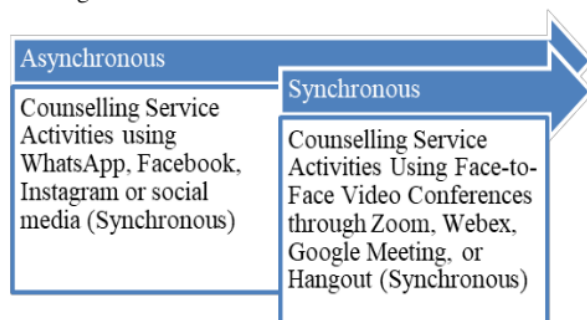 Asynchronous
Counselling Service
Activities using
WhatsApp, Facebook,
Instagram or social
media (Synchronous)
Synchronous
Counselling Service
Activities Using Face-to-
Face Video Conferences
through Zoom, Webex,
Google Meeting, or
Hangout (Synchronous)